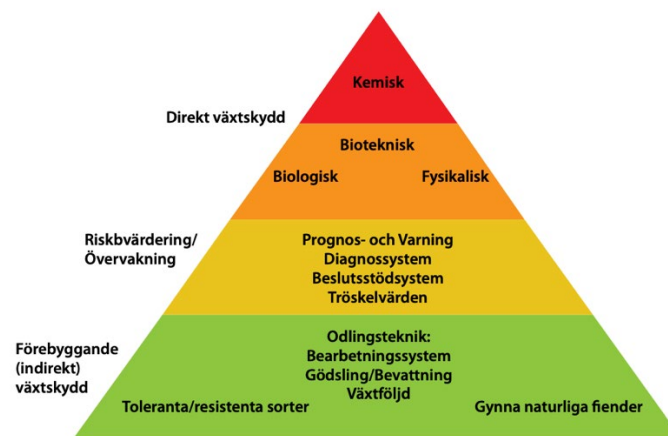 Kemisk
Direkt växtskydd
Bioteknisk
Biologisk
Fysikalisk
Riskbvärdering/
Övervakning
Prognos- och Varning
Diagnossystem
Beslutsstödsystem
Tröskelvärden
Förebyggande
(indirekt)
växtskydd
Odlingsteknik:
Bearbetningssystem
Gödsling/Bevattning
Växtföljd
Toleranta/resistenta sorter
Gynna naturliga fiender